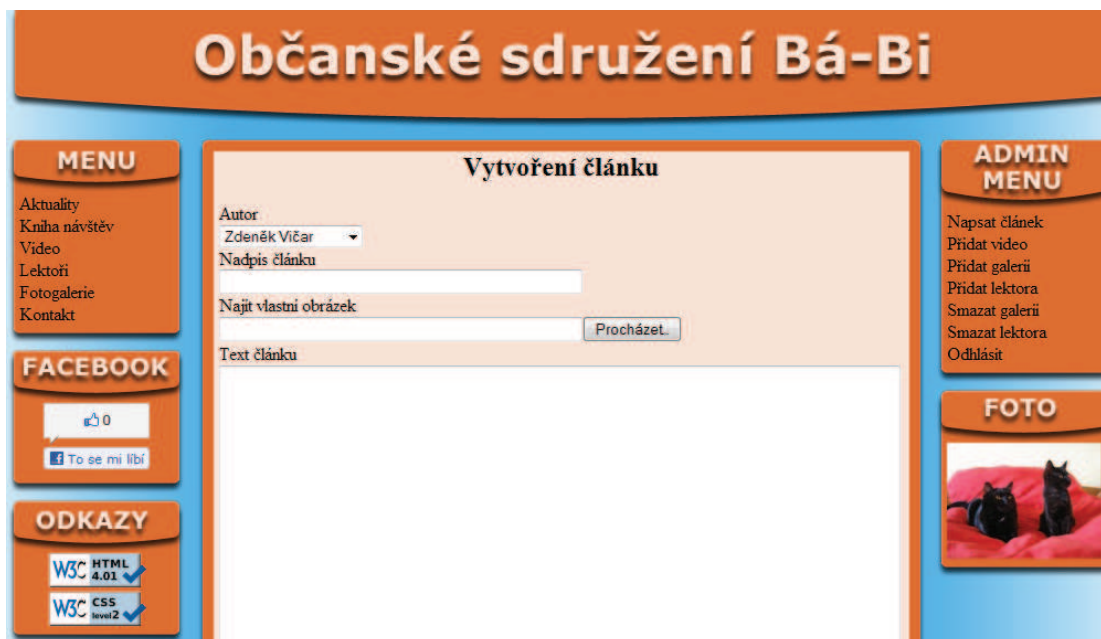 Občanské sdružení Bá-Bi
MENU
Aktuality
Kniha návštěv
Video
Lektoři
Fotogalerie
Kontakt
FACEBOOK
0
To se mi líbí
ODKAZY
W3C HTML 4.01
W3C CSS level2
Vytvoření článku
Autor
Zdeněk Vičar
Nadpis článku
Najít vlastní obrázek
Procházet..
Text článku
ADMIN
MENU
Napsat článek
Přidat video
Přidat galerii
Přidat lektora
Smazat galerii
Smazat lektora
Odhlásit
FOTO